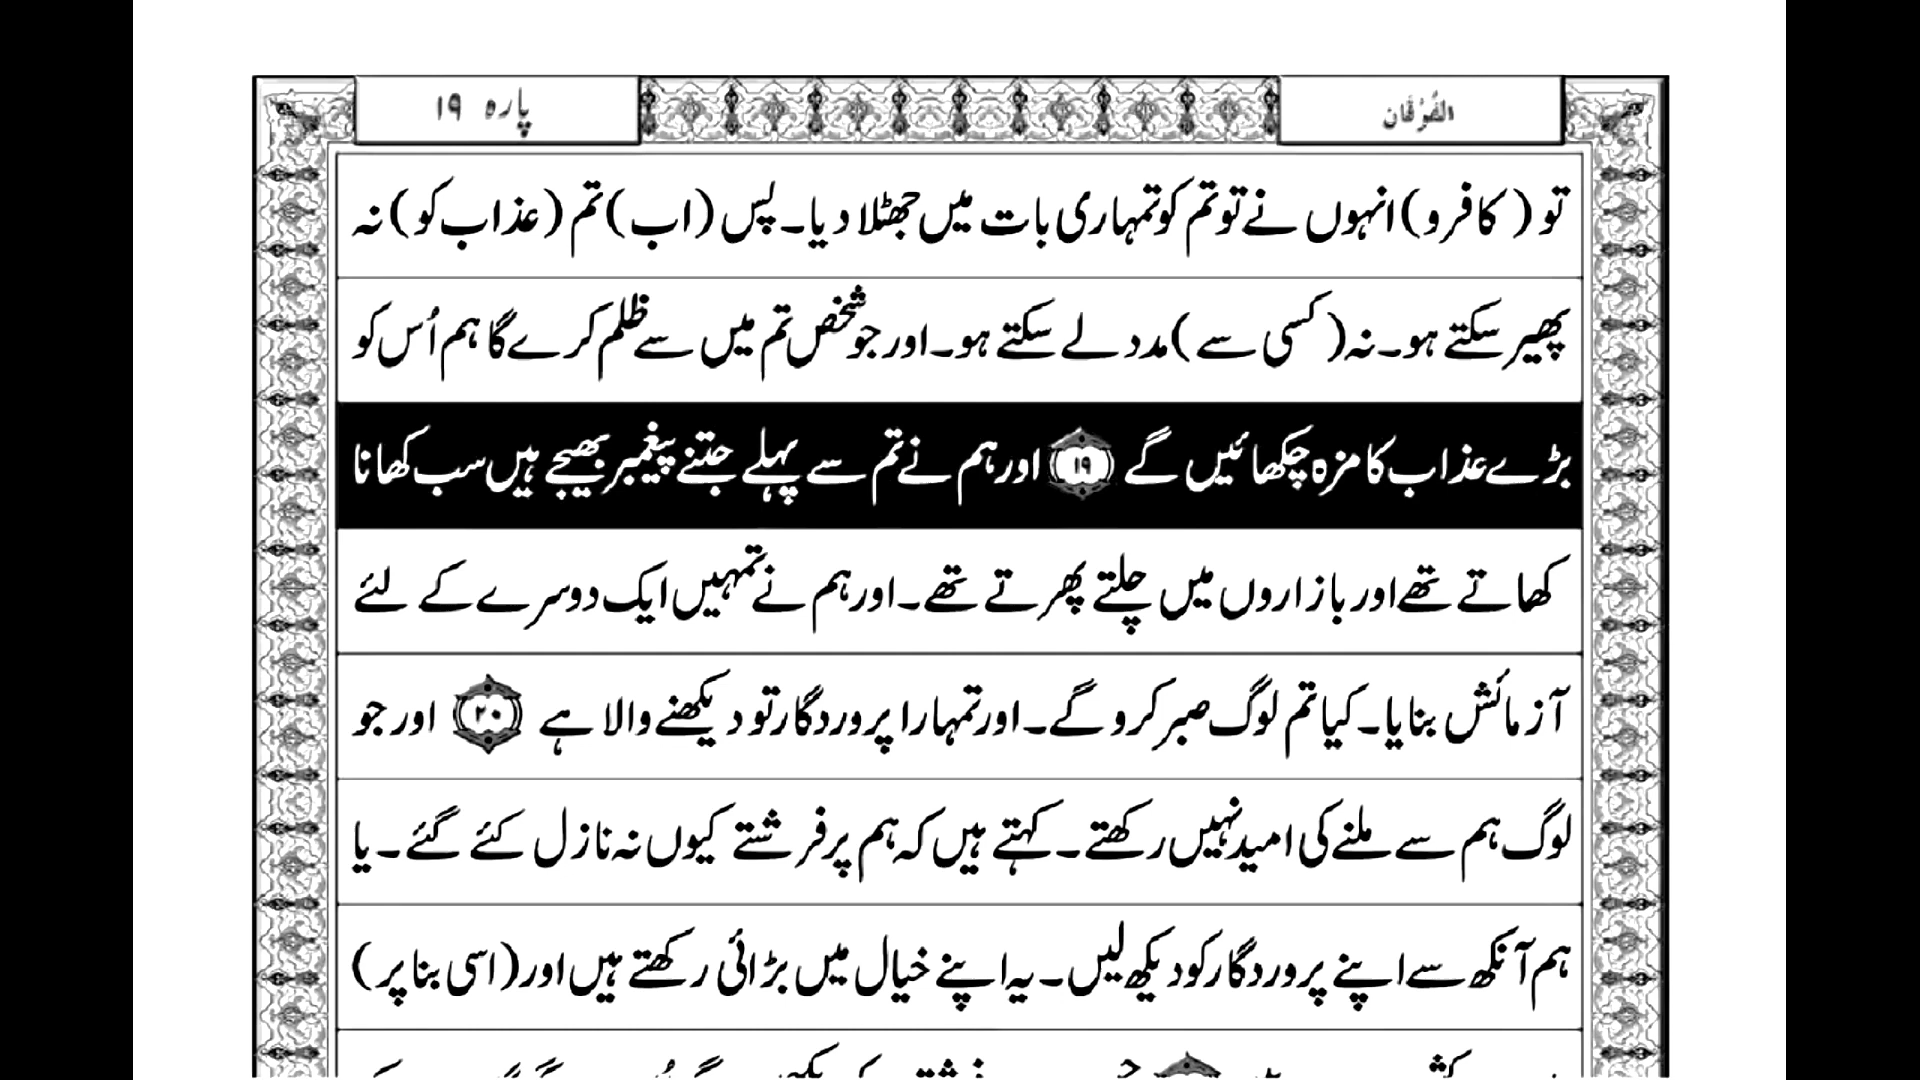 الفرقان
پارہ ۱۹
تو (کافرو) انہوں نے تو تم کو تمہاری بات میں جھٹلا دیا۔ پس (اب) تم (عذاب کو) نہ
پھیر سکتے ہو۔ نہ (کسی سے) مدد لے سکتے ہو۔ اور جو شخص تم میں سے ظلم کرے گا ہم اُس کو
بڑے عذاب کا مزہ چکھائیں گے ۱۹ اور ہم نے تم سے پہلے جتنے پیغمبر بھیجے ہیں سب کھانا
کھاتے تھے اور بازاروں میں چلتے پھرتے تھے۔ اور ہم نے تمہیں ایک دوسرے کے لئے
آزمائش بنایا۔ کیا تم لوگ صبر کرو گے۔ اور تمہارا پروردگار تو دیکھنے والا ہے ۲۰ اور جو
لوگ ہم سے ملنے کی امید نہیں رکھتے۔ کہتے ہیں کہ ہم پر فرشتے کیوں نہ نازل کئے گئے۔ یا
ہم آنکھ سے اپنے پروردگار کو دیکھ لیں۔ یہ اپنے خیال میں بڑائی رکھتے ہیں اور (اسی بنا پر)